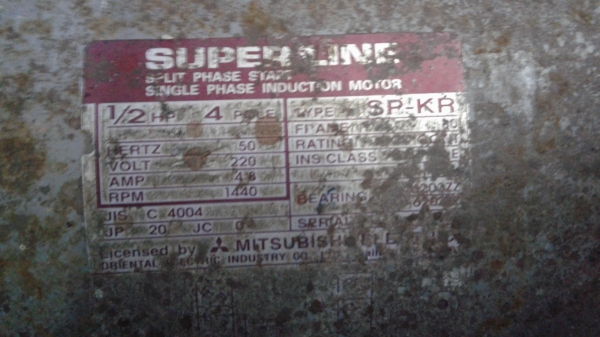 SUPER LINE
SPLIT PHASE START
SINGLE PHASE INDUCTION MOTOR
1/2 HP 4 POLE TYPE SP-KR
HERTZ 50
VOLT 220 INS CLASS E
AMP 4.8
RPM 1440 BEARING
JIS C 4004
JP 20 JC SERIAL
Licensed by MITSUBISHI
ORIENTAL ELECTRIC INDUSTRY CO.